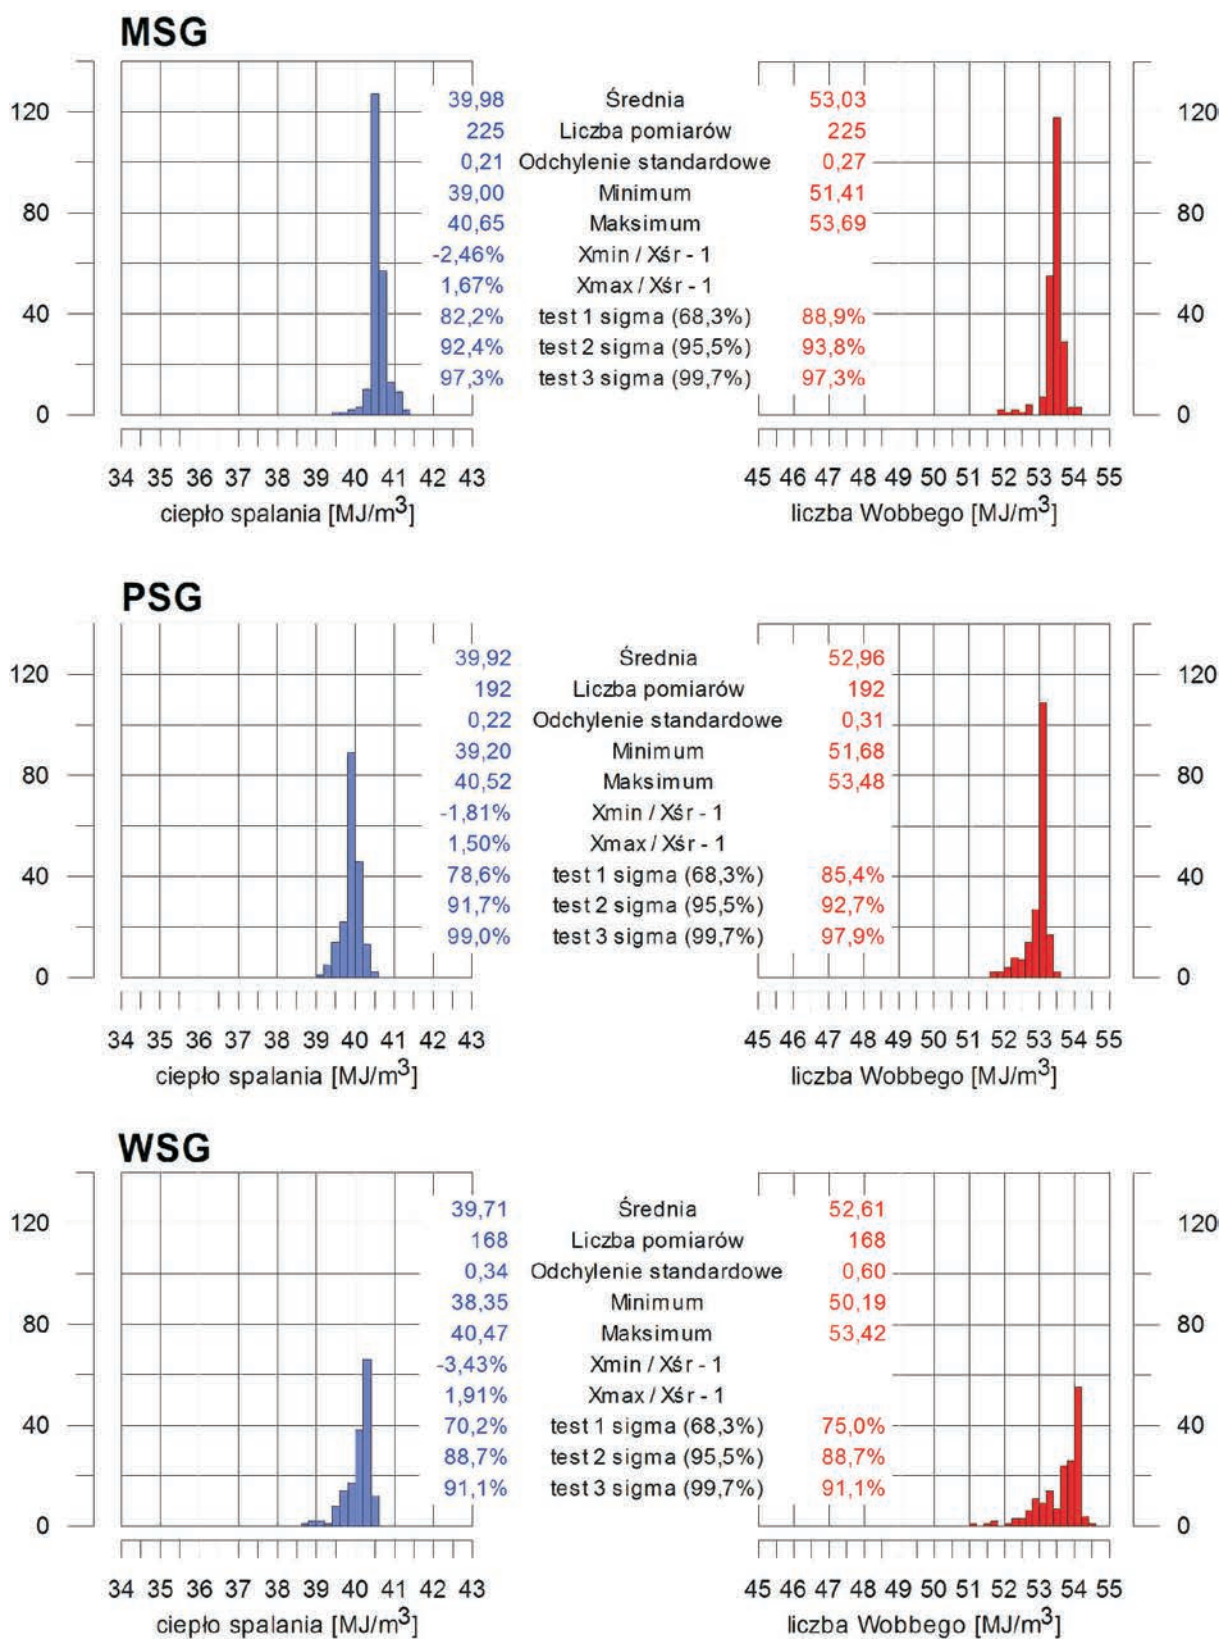 MSG
39,98 Średnia 53,03
120 225 Liczba pomiarów 225 120
0,21 Odchylenie standardowe 0,27
80 39,00 Minimum 51,41 80
40,65 Maksimum 53,69
-2,46% Xmin / Xśr - 1
1,67% Xmax / Xśr - 1
40 82,2% test 1 sigma (68,3%) 88,9% 40
92,4% test 2 sigma (95,5%) 93,8%
97,3% test 3 sigma (99,7%) 97,3%
0 0
34 35 36 37 38 39 40 41 42 43 45 46 47 48 49 50 51 52 53 54 55
ciepło spalania [MJ/m³] liczba Wobbego [MJ/m³]
PSG
39,92 Średnia 52,96
120 192 Liczba pomiarów 192 120
0,22 Odchylenie standardowe 0,31
39,20 Minimum 51,68
80 40,52 Maksimum 53,48 80
-1,81% Xmin / Xśr - 1
1,50% Xmax / Xśr - 1
40 78,6% test 1 sigma (68,3%) 85,4% 40
91,7% test 2 sigma (95,5%) 92,7%
99,0% test 3 sigma (99,7%) 97,9%
0 0
34 35 36 37 38 39 40 41 42 43 45 46 47 48 49 50 51 52 53 54 55
ciepło spalania [MJ/m³] liczba Wobbego [MJ/m³]
WSG
39,71 Średnia 52,61
120 168 Liczba pomiarów 168 120
0,34 Odchylenie standardowe 0,60
38,35 Minimum 50,19
80 40,47 Maksimum 53,42 80
-3,43% Xmin / Xśr - 1
1,91% Xmax / Xśr - 1
40 70,2% test 1 sigma (68,3%) 75,0% 40
88,7% test 2 sigma (95,5%) 88,7%
91,1% test 3 sigma (99,7%) 91,1%
0 0
34 35 36 37 38 39 40 41 42 43 45 46 47 48 49 50 51 52 53 54 55
ciepło spalania [MJ/m³] liczba Wobbego [MJ/m³]